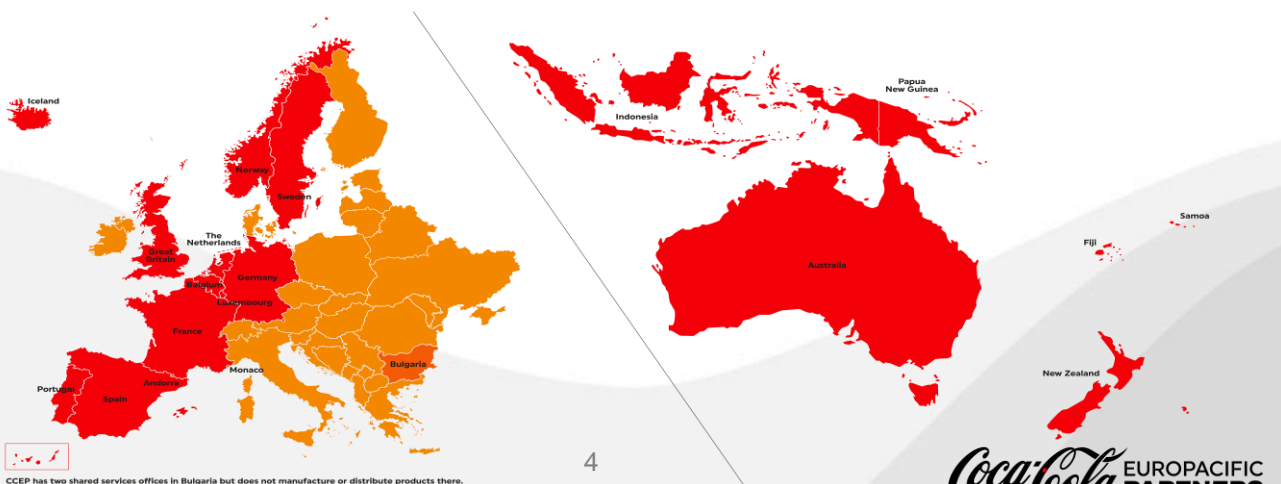 Iceland
Norway
Sweden
The
Netherlands
Great
Britain
Belgium
Germany
Luxembourg
France
Monaco
Andorra
Portugal
Spain
Bulgaria
Papua
New Guinea
Indonesia
Samoa
Fiji
Australia
New Zealand
CCEP has two shared services offices in Bulgaria but does not manufacture or distribute products there.
4
Coca-Cola EUROPACIFIC
PARTNERS